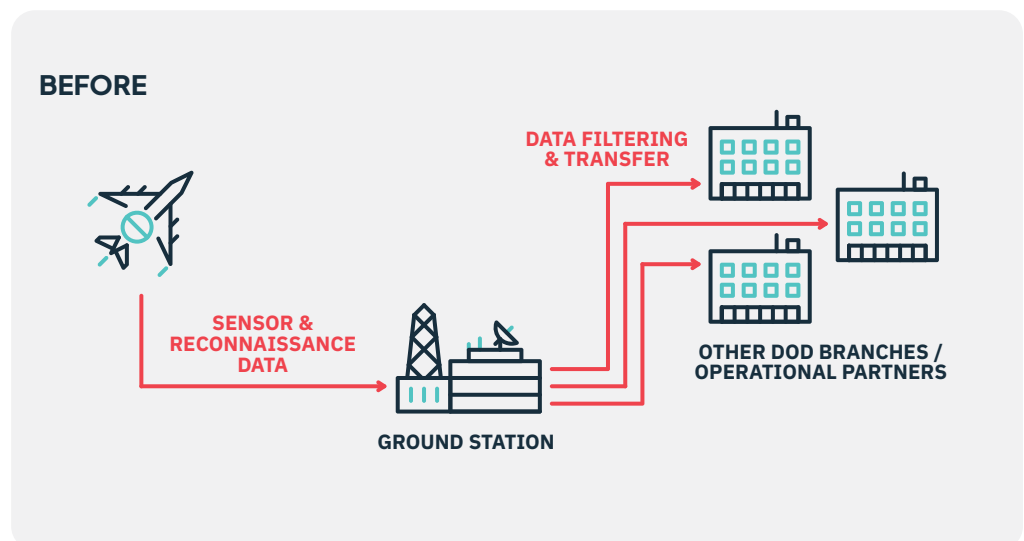 BEFORE
DATA FILTERING
& TRANSFER
SENSOR &
RECONNAISSANCE
DATA
OTHER DOD BRANCHES /
OPERATIONAL PARTNERS
GROUND STATION